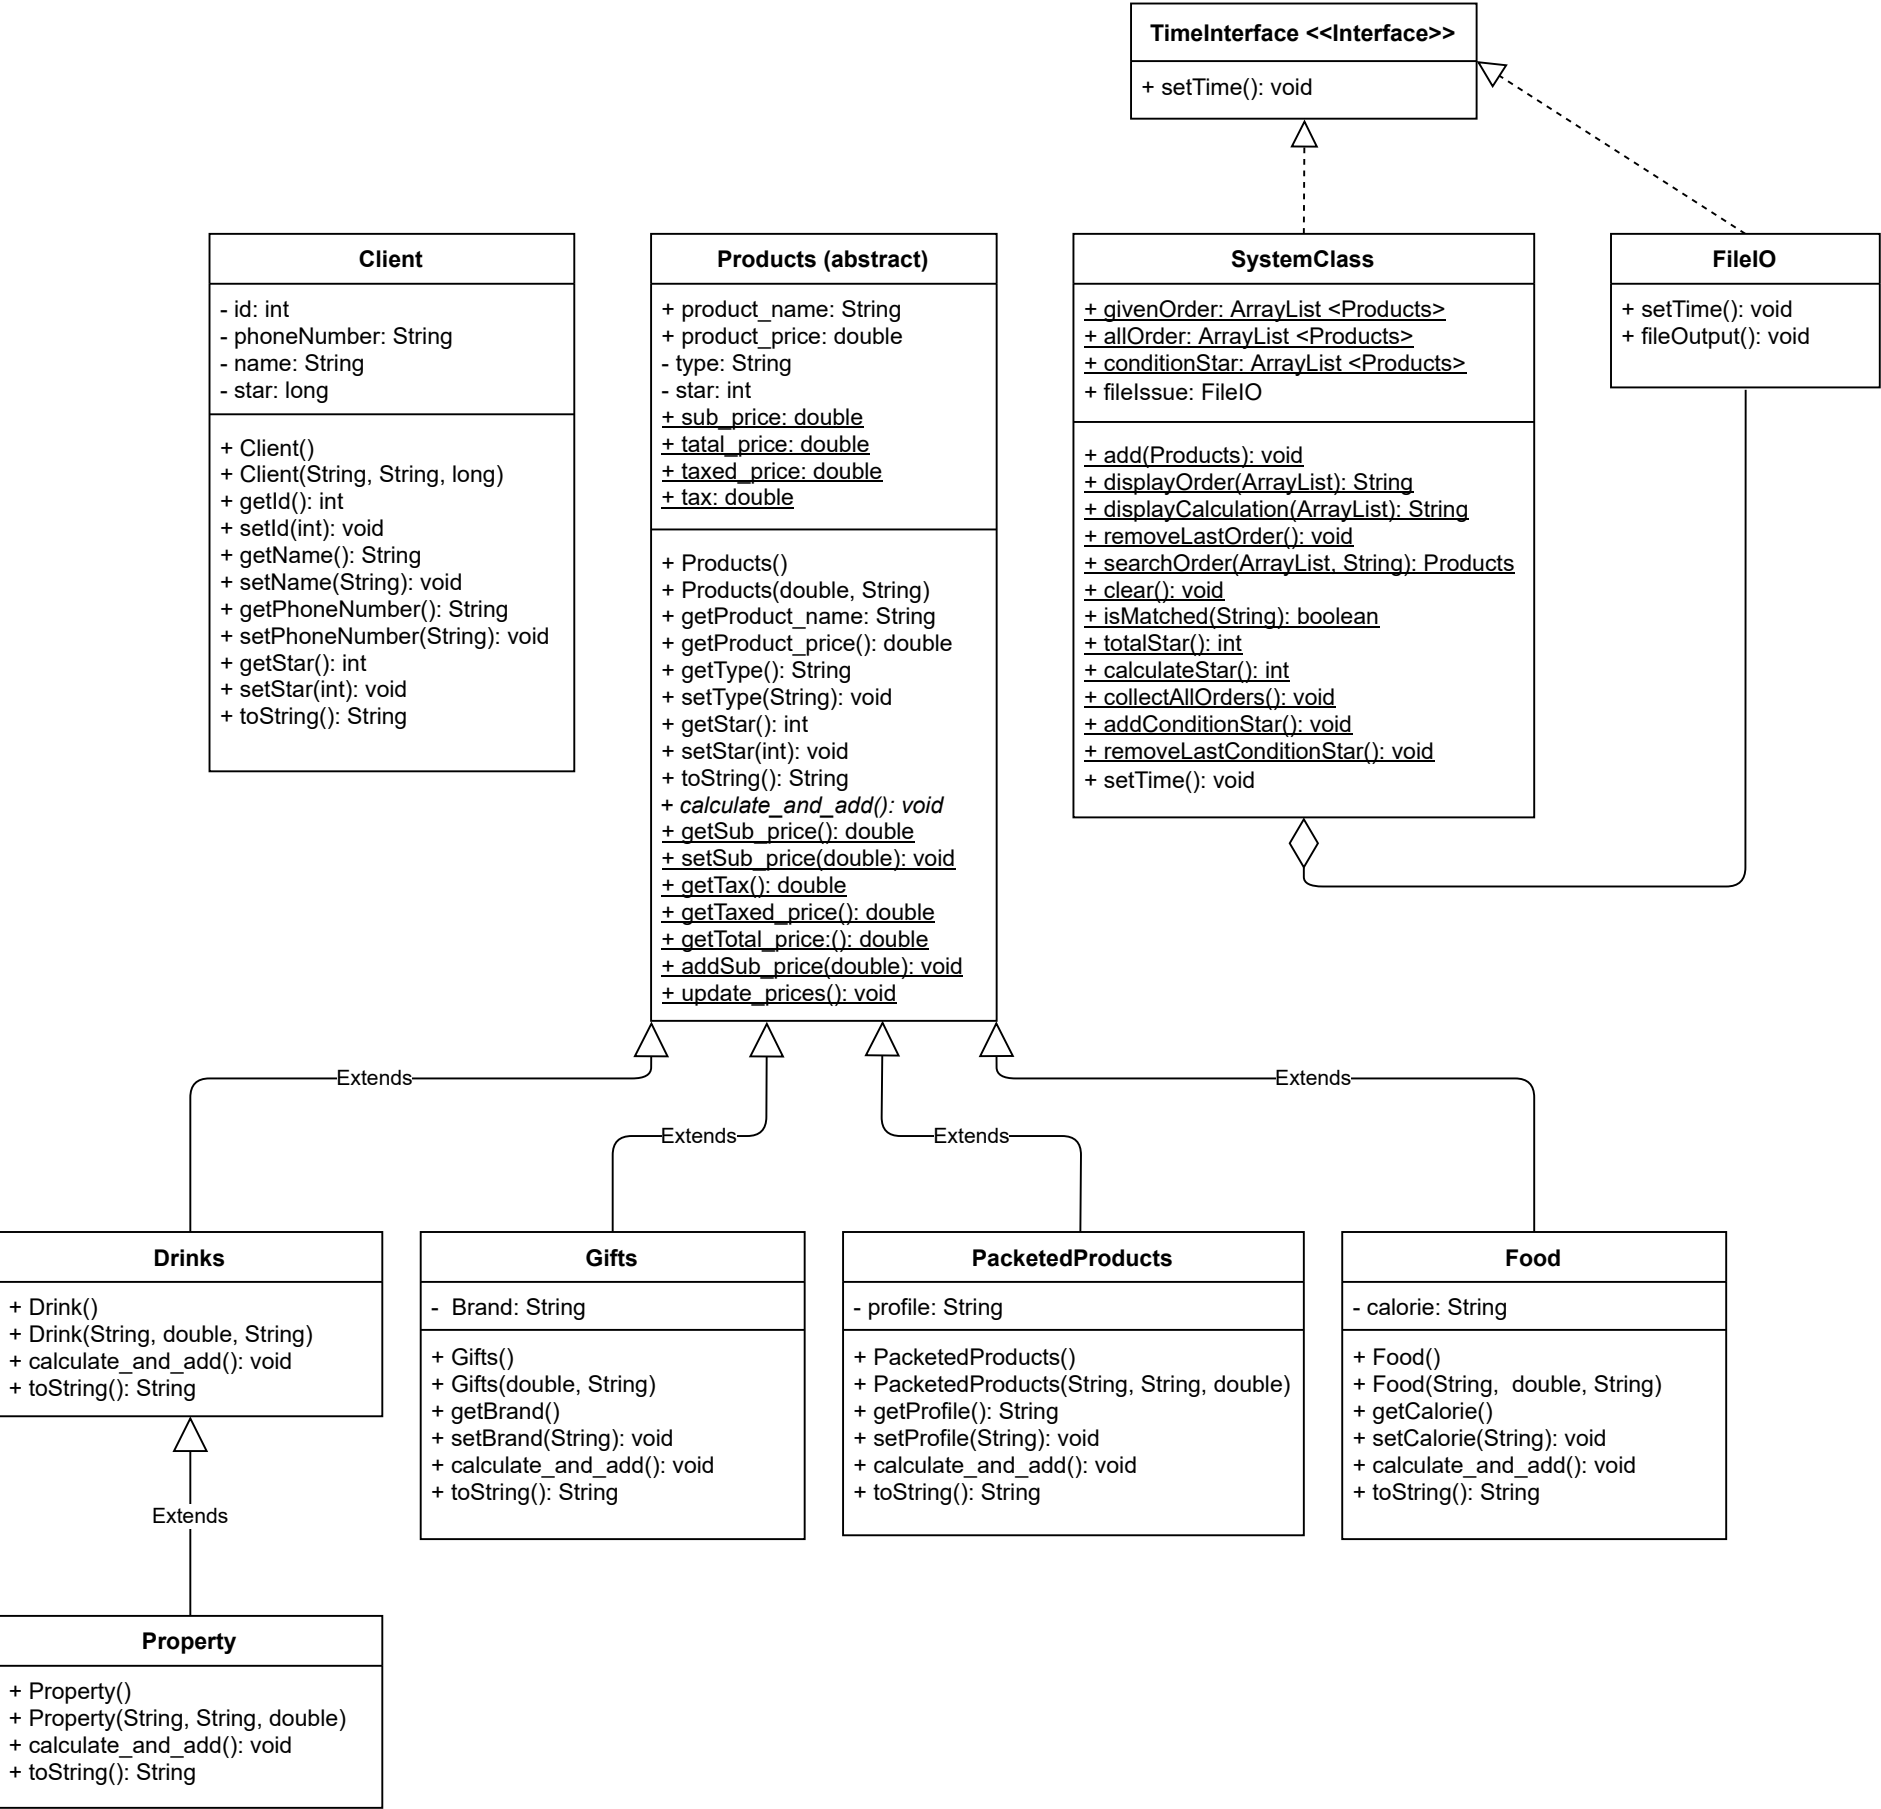 TimeInterface <<Interface>>
+ setTime(): void
Client
- id: int
- phoneNumber: String
- name: String
- star: long
+ Client()
+ Client(String, String, long)
+ getId(): int
+ setId(int): void
+ getName(): String
+ setName(String): void
+ getPhoneNumber(): String
+ setPhoneNumber(String): void
+ getStar(): int
+ setStar(int): void
+ toString(): String
Products (abstract)
+ product_name: String
+ product_price: double
- type: String
- star: int
+ sub_price: double
+ tatal_price: double
+ taxed_price: double
+ tax: double
+ Products()
+ Products(double, String)
+ getProduct_name: String
+ getProduct_price(): double
+ getType(): String
+ setType(String): void
+ getStar(): int
+ setStar(int): void
+ toString(): String
+ calculate_and_add(): void
+ getSub_price(): double
+ setSub_price(double): void
+ getTax(): double
+ getTaxed_price(): double
+ getTotal_price:(): double
+ addSub_price(double): void
+ update_prices(): void
SystemClass
+ givenOrder: ArrayList <Products>
+ allOrder: ArrayList <Products>
+ conditionStar: ArrayList <Products>
+ fileIssue: FileIO
+ add(Products): void
+ displayOrder(ArrayList): String
+ displayCalculation(ArrayList): String
+ removeLastOrder(): void
+ searchOrder(ArrayList, String): Products
+ clear(): void
+ isMatched(String): boolean
+ totalStar(): int
+ calculateStar(): int
+ collectAllOrders(): void
+ addConditionStar(): void
+ removeLastConditionStar(): void
+ setTime(): void
FileIO
+ setTime(): void
+ fileOutput(): void
Extends
Extends
Extends
Extends
Drinks
+ Drink()
+ Drink(String, double, String)
+ calculate_and_add(): void
+ toString(): String
Gifts
- Brand: String
+ Gifts()
+ Gifts(double, String)
+ getBrand()
+ setBrand(String): void
+ calculate_and_add(): void
+ toString(): String
PacketedProducts
- profile: String
+ PacketedProducts()
+ PacketedProducts(String, String, double)
+ getProfile(): String
+ setProfile(String): void
+ calculate_and_add(): void
+ toString(): String
Food
- calorie: String
+ Food()
+ Food(String, double, String)
+ getCalorie()
+ setCalorie(String): void
+ calculate_and_add(): void
+ toString(): String
Extends
Property
+ Property()
+ Property(String, String, double)
+ calculate_and_add(): void
+ toString(): String